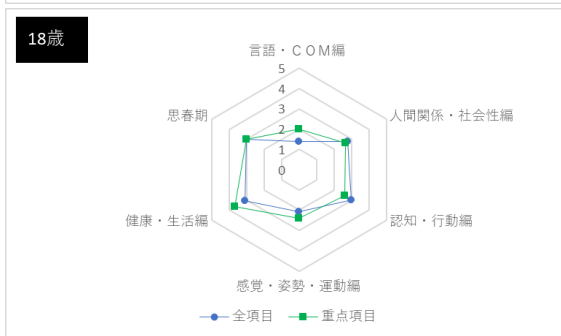 18歳
言語・ＣＯＭ編
5
4
3
2
1
0
思春期
人間関係・社会性編
健康・生活編
認知・行動編
感覚・姿勢・運動編
全項目
重点項目